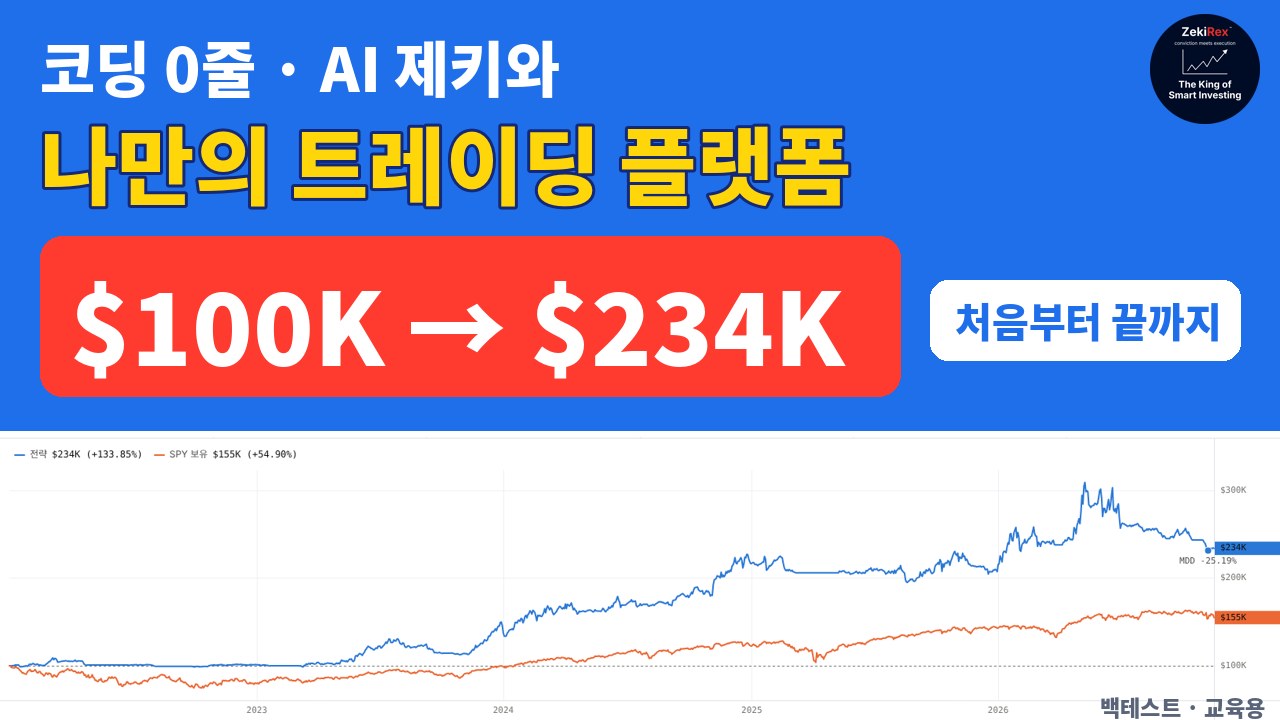 코딩 0줄 · AI 제키와
나만의 트레이딩 플랫폼
$100K → $234K
처음부터 끝까지
ZekiRex
conviction meets execution
The King of
Smart Investing
전략 $234K (+133.85%) SPY 보유 $155K (+54.90%)
$300K
$234K
MDD -25.19%
$200K
$155K
$100K
2023 2024 2025 2026
백테스트 · 교육용